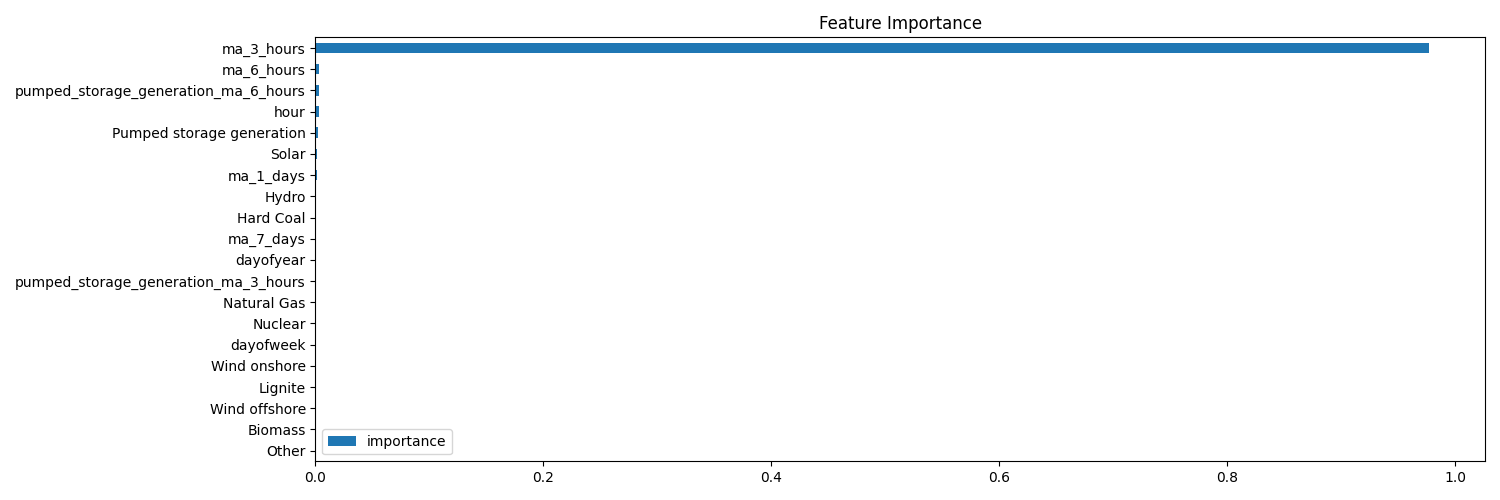 Feature Importance
ma_3_hours
ma_6_hours
pumped_storage_generation_ma_6_hours
hour
Pumped storage generation
Solar
ma_1_days
Hydro
Hard Coal
ma_7_days
dayofyear
pumped_storage_generation_ma_3_hours
Natural Gas
Nuclear
dayofweek
Wind onshore
Lignite
Wind offshore
Biomass
Other
importance
0.0 0.2 0.4 0.6 0.8 1.0